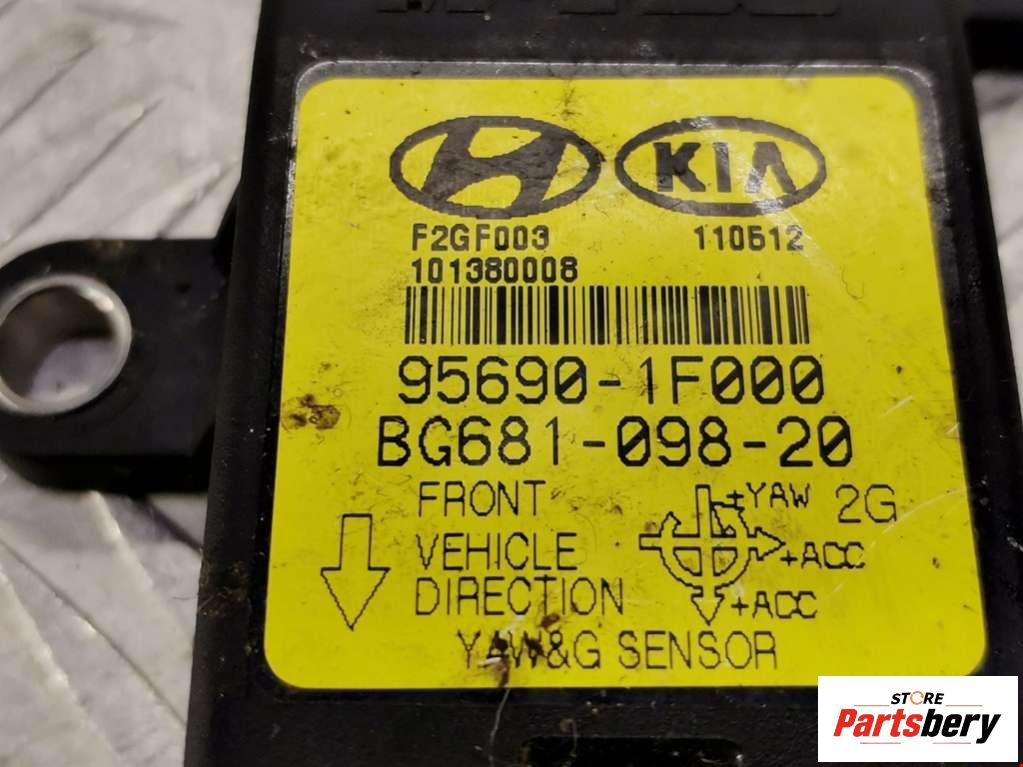 KIA
F2GF003 110512
101380008
95690-1F000
BG681-098-20
FRONT
VEHICLE
DIRECTION
±YAW 2G
+ACC
+ACC
YAW&G SENSOR
STORE
Partsbery